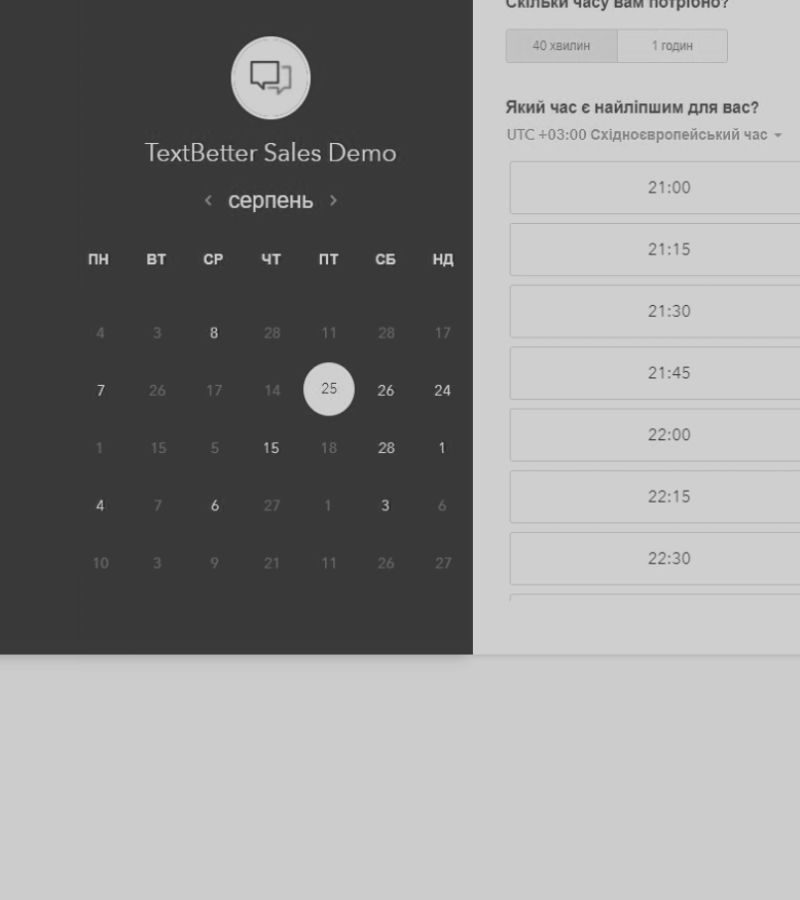 Скільки часу вам потрібно?
40 хвилин 1 годин
Який час є найліпшим для вас?
UTC +03:00 Східноєвропейський час
21:00
21:15
21:30
21:45
22:00
22:15
22:30
TextBetter Sales Demo
серпень
ПН ВТ СР ЧТ ПТ СБ НД
4 3 8 28 11 28 17
7 26 17 14 25 26 24
1 15 5 15 18 28 1
4 7 6 27 1 3 6
10 3 9 21 11 26 27